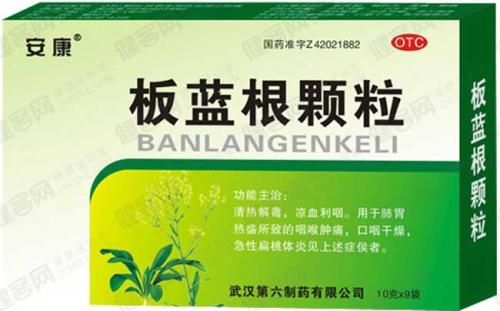 安康®
国药准字Z42021882
OTC
板蓝根颗粒
BANLANGENKELI
功能主治:
清热解毒，凉血利咽。用于肺胃
热盛所致的咽喉肿痛，口咽干燥，
急性扁桃体炎见上述症侯者。
武汉第六制药有限公司
10克×9袋
板蓝根颗粒
健客网